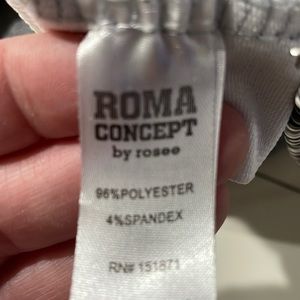 ROMA
CONCEPT
by rosee
96%POLYESTER
4%SPANDEX
RN# 151871